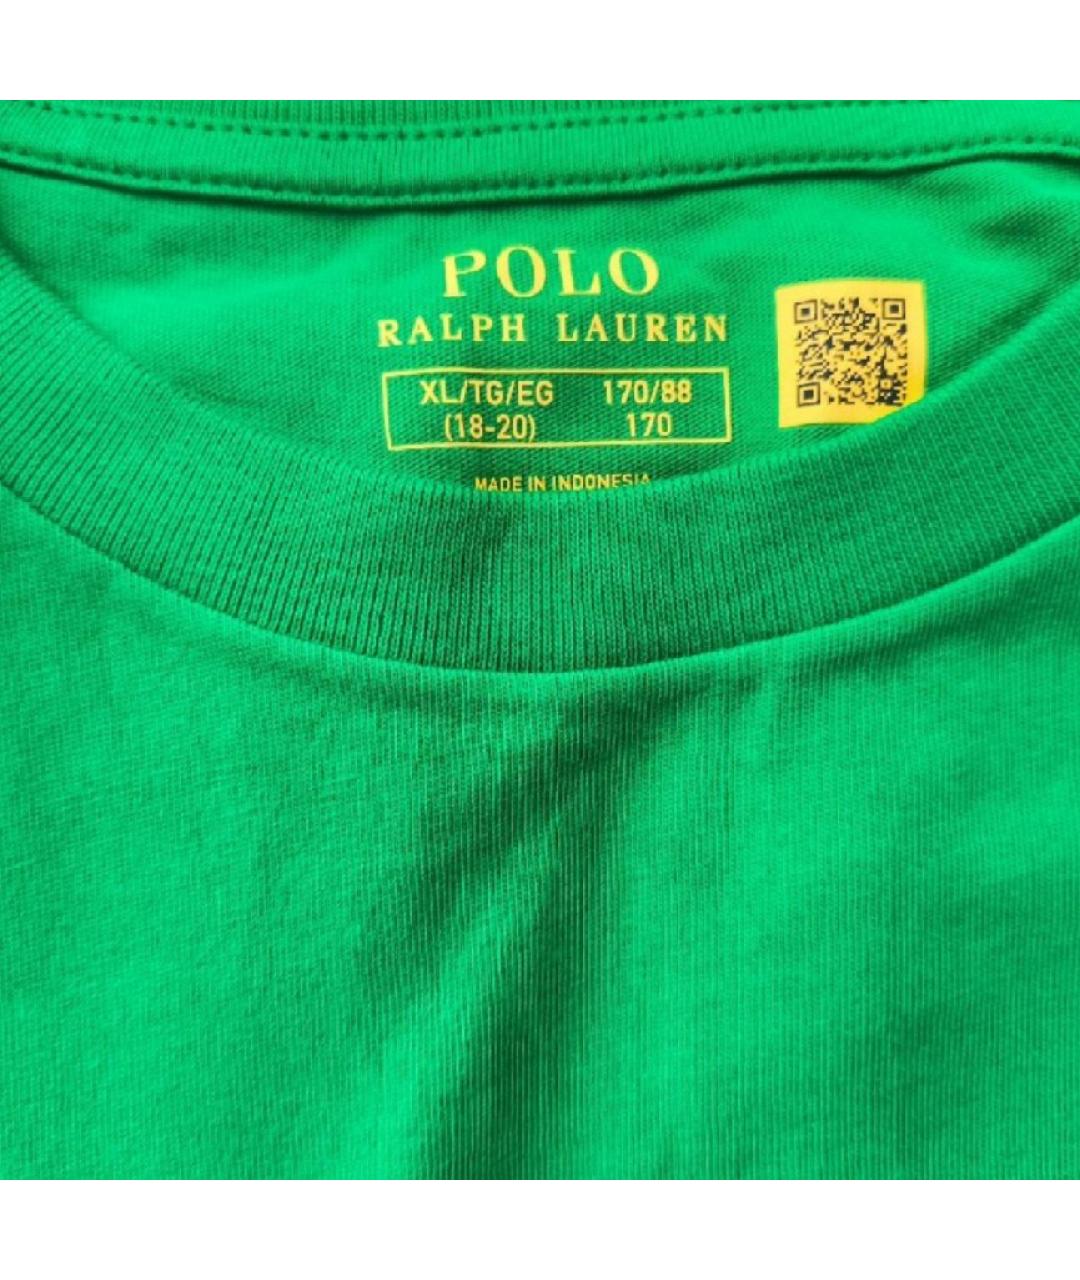 POLO
RALPH LAUREN
XL/TG/EG 170/88
(18-20) 170
MADE IN INDONESIA